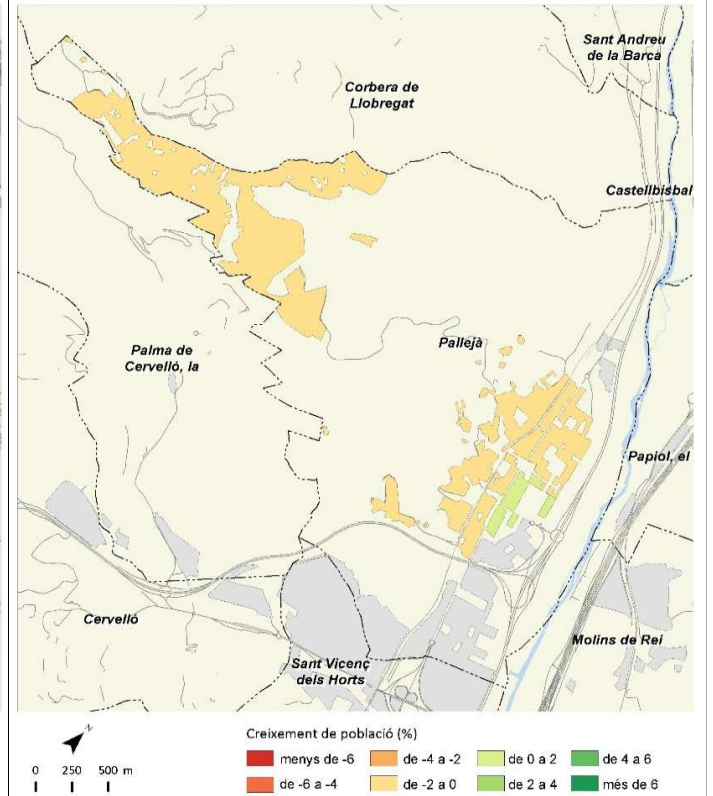 Sant Andreu
de la Barca
Corbera de
Llobregat
Castellbisbal
Pallejà
Palma de
Cervelló, la
Papiol, el
Cervelló
Molins de Rei
Sant Vicenç
dels Horts
N
0 250 500 m
Creixement de població (%)
menys de -6 de -4 a -2 de 0 a 2 de 4 a 6
de -6 a -4 de -2 a 0 de 2 a 4 més de 6